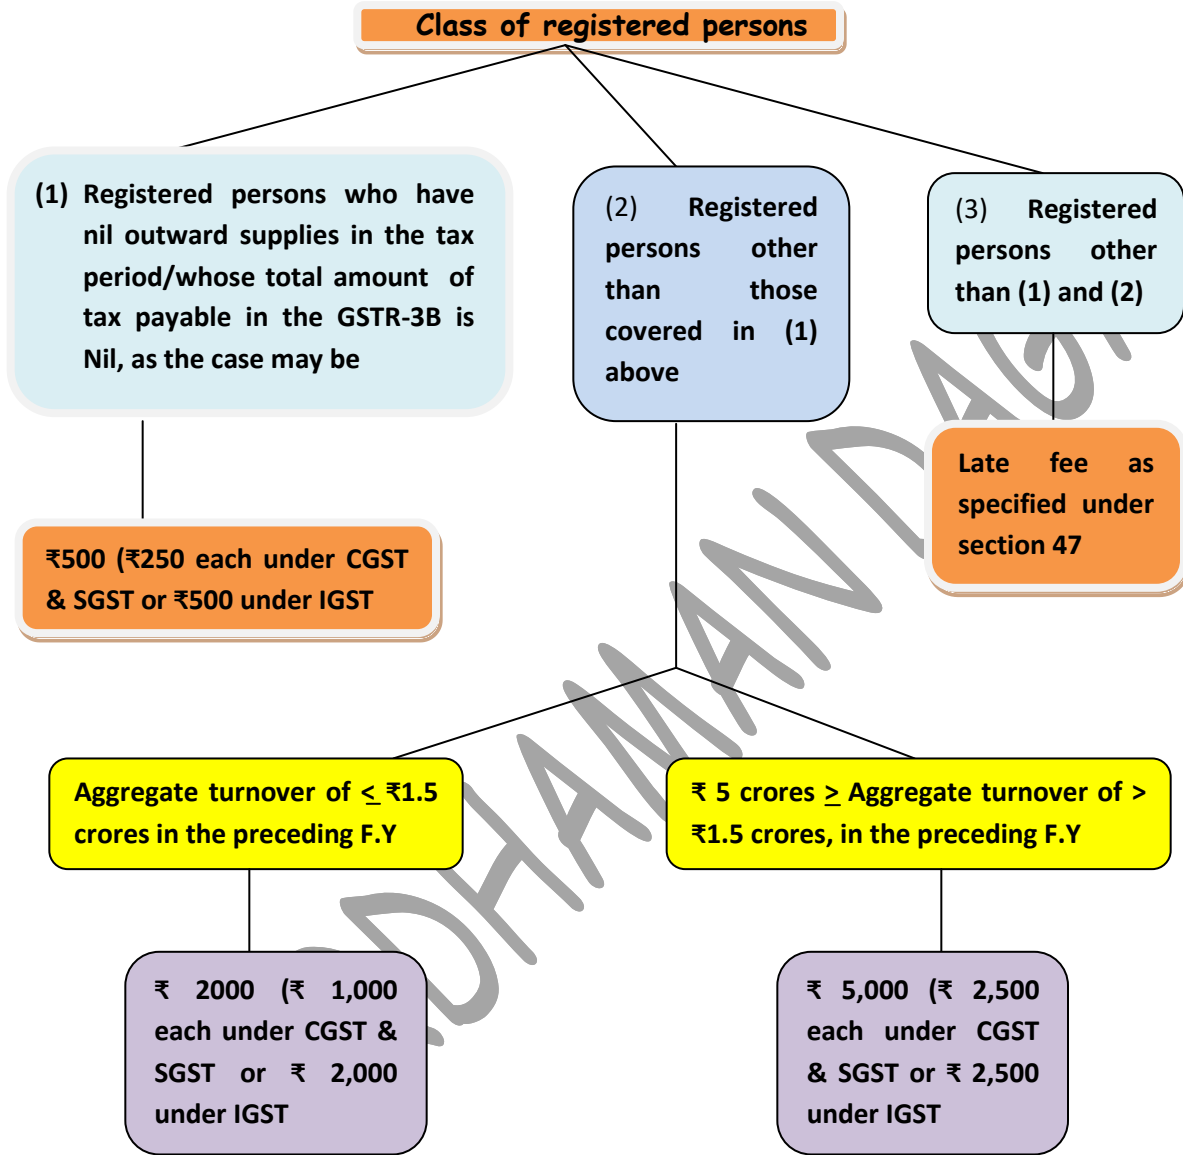 Class of registered persons
(1) Registered persons who have
nil outward supplies in the tax
period/whose total amount of
tax payable in the GSTR-3B is
Nil, as the case may be
(2) Registered
persons other
than those
covered in (1)
above
(3) Registered
persons other
than (1) and (2)
₹500 (₹250 each under CGST
& SGST or ₹500 under IGST
Late fee as
specified under
section 47
Aggregate turnover of ≤ ₹1.5
crores in the preceding F.Y
₹ 5 crores ≥ Aggregate turnover of >
₹1.5 crores, in the preceding F.Y
₹ 2000 (₹ 1,000
each under CGST &
SGST or ₹ 2,000
under IGST
₹ 5,000 (₹ 2,500
each under CGST
& SGST or ₹ 2,500
under IGST